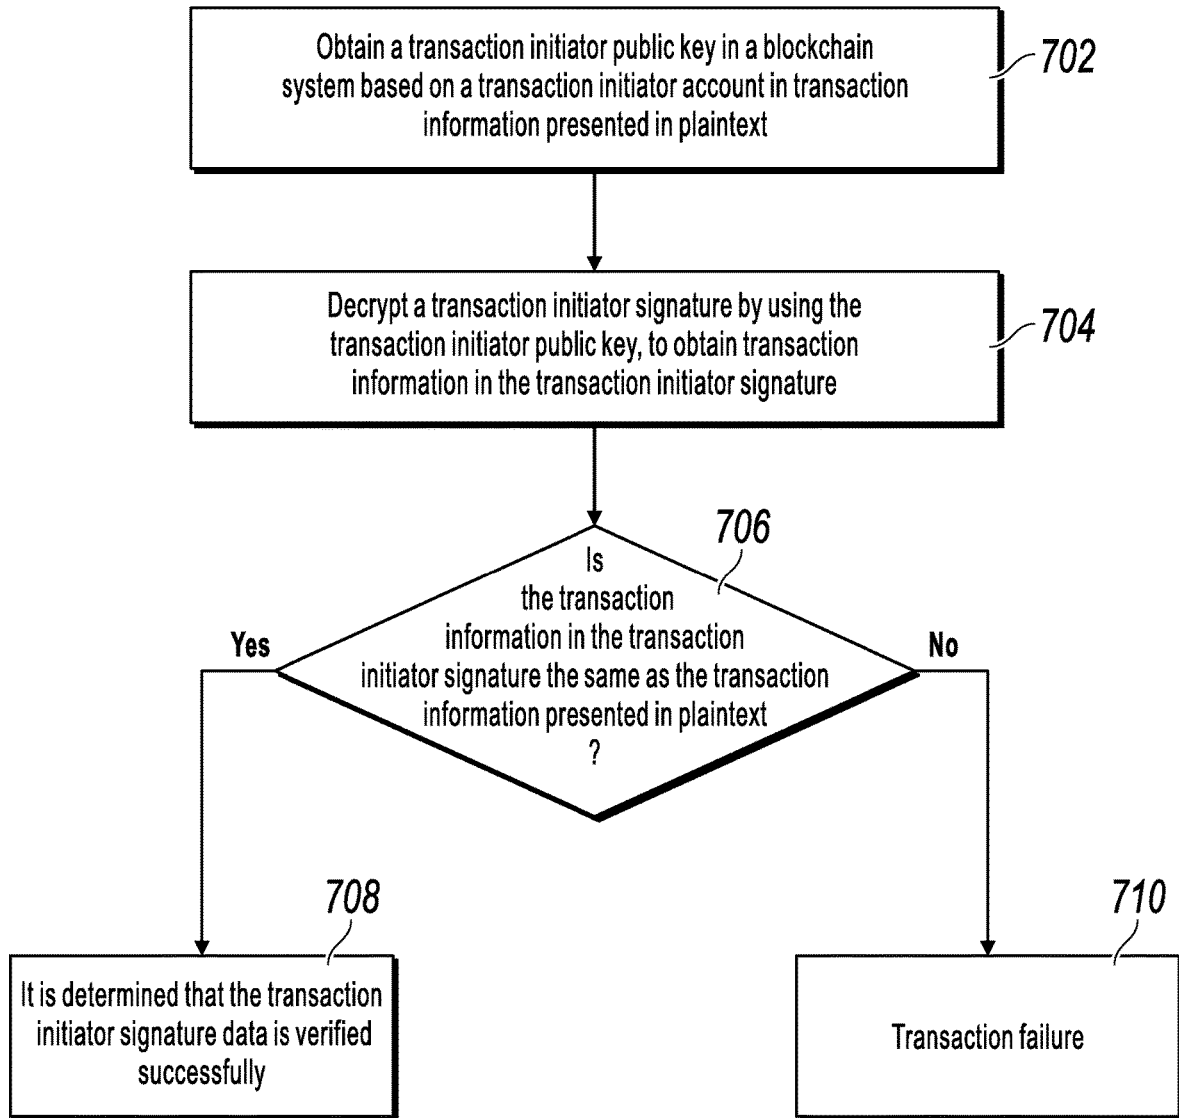 Obtain a transaction initiator public key in a blockchain
system based on a transaction initiator account in transaction
information presented in plaintext
702
Decrypt a transaction initiator signature by using the
transaction initiator public key, to obtain transaction
information in the transaction initiator signature
704
706
Is
the transaction
information in the transaction
initiator signature the same as the transaction
information presented in plaintext
?
Yes
No
708
It is determined that the transaction
initiator signature data is verified
successfully
710
Transaction failure